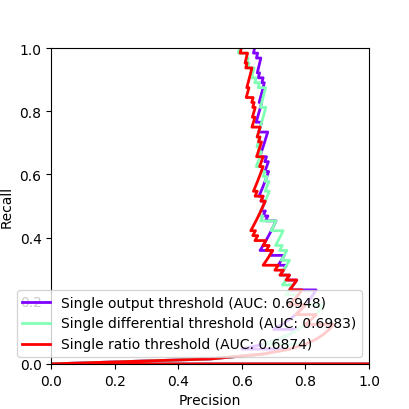 1.0
0.8
0.6
0.4
0.2
0.0
Recall
Single output threshold (AUC: 0.6948)
Single differential threshold (AUC: 0.6983)
Single ratio threshold (AUC: 0.6874)
0.0 0.2 0.4 0.6 0.8 1.0
Precision